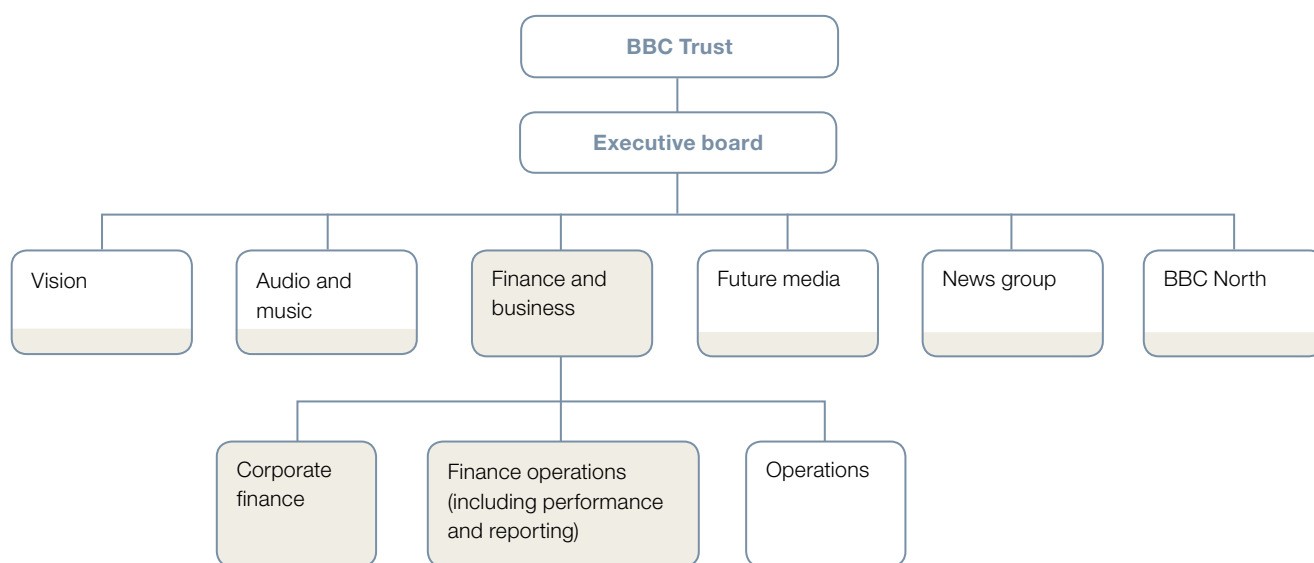 BBC Trust
Executive board
Vision
Audio and
music
Finance and
business
Future media
News group
BBC North
Corporate
finance
Finance operations
(including performance
and reporting)
Operations